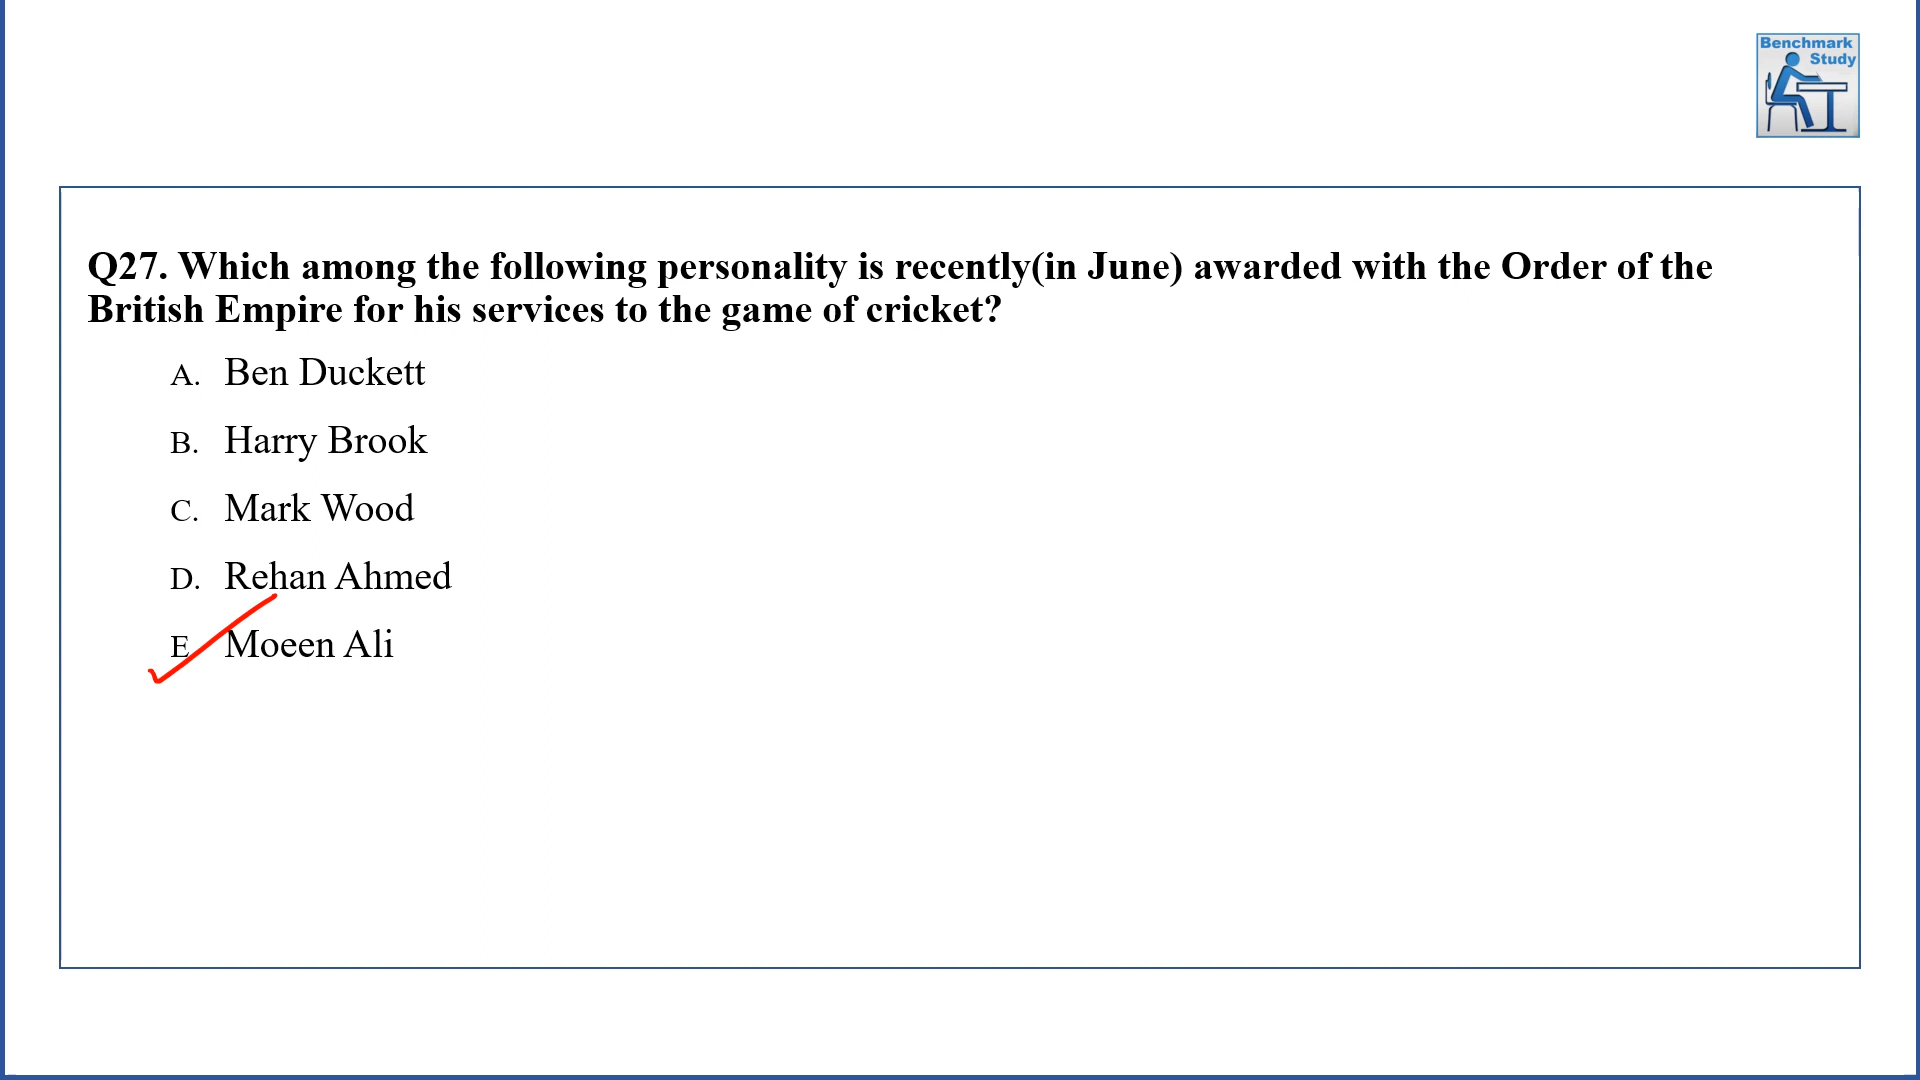 Benchmark
Study
Q27. Which among the following personality is recently(in June) awarded with the Order of the
British Empire for his services to the game of cricket?
A. Ben Duckett
B. Harry Brook
C. Mark Wood
D. Rehan Ahmed
E. Moeen Ali